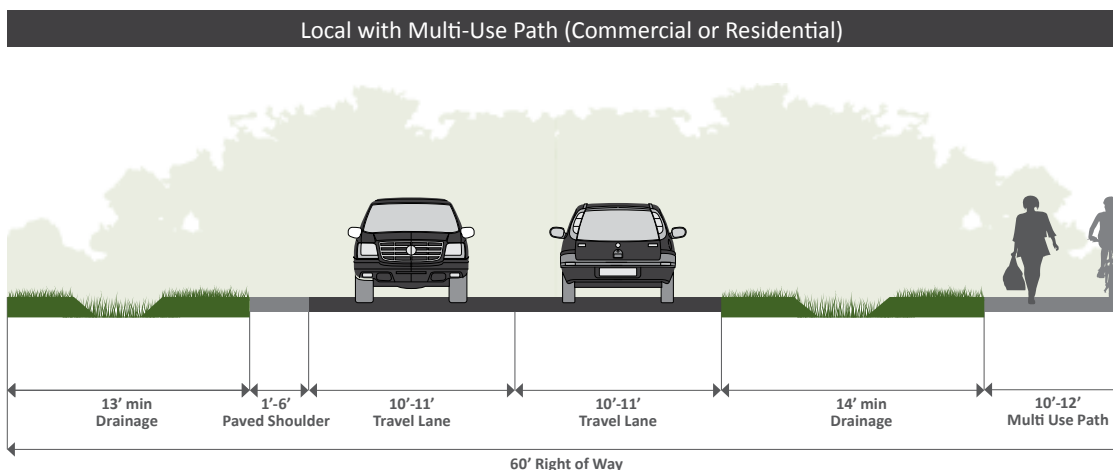 Local with Multi-Use Path (Commercial or Residential)
13’ min
Drainage
1’-6’
Paved Shoulder
10’-11’
Travel Lane
10’-11’
Travel Lane
14’ min
Drainage
10’-12’
Multi Use Path
60’ Right of Way